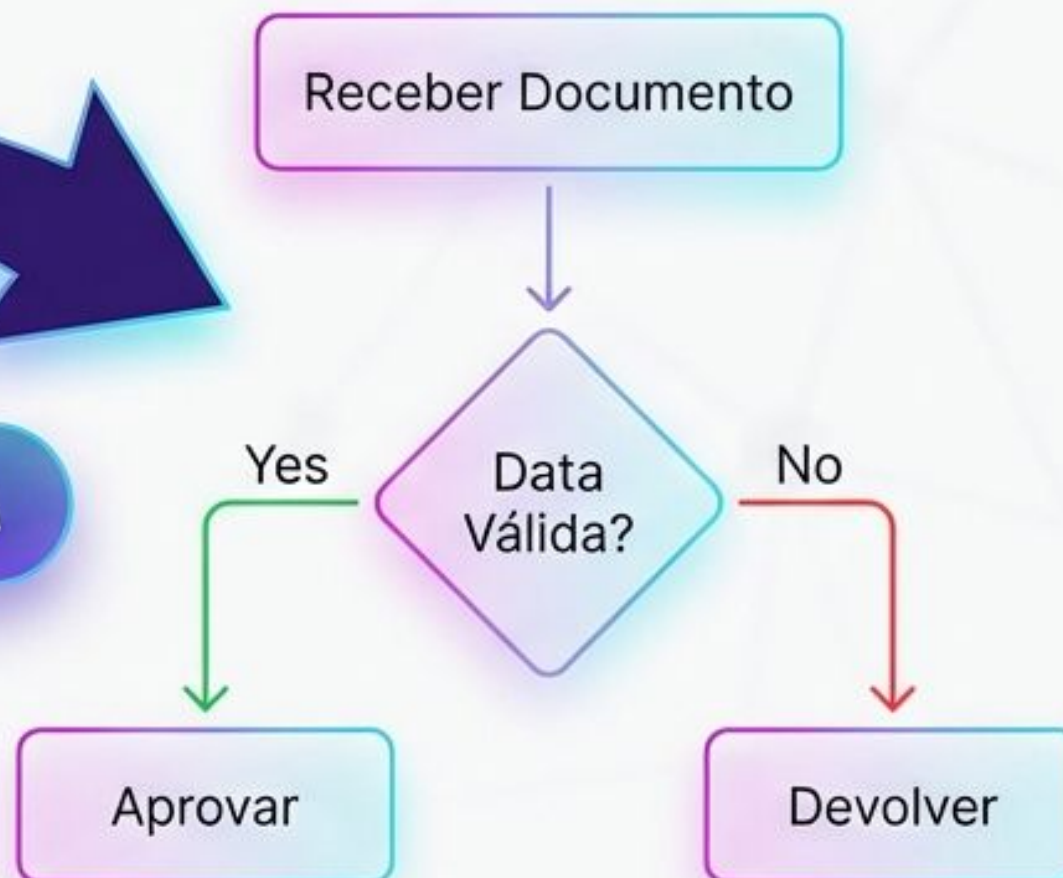 Receber Documento
Yes
Data
Válida?
No
Aprovar
Devolver